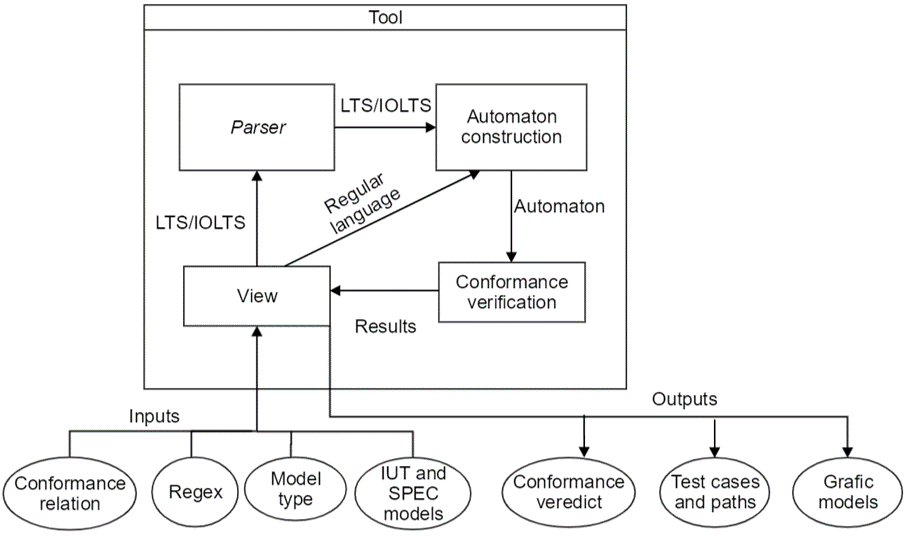 Tool
Parser
LTS/IOLTS
Automaton
construction
Regular
language
LTS/IOLTS
Automaton
View
Conformance
verification
Results
Inputs
Outputs
Conformance
relation
Regex
Model
type
IUT and
SPEC
models
Conformance
veredict
Test cases
and paths
Grafic
models